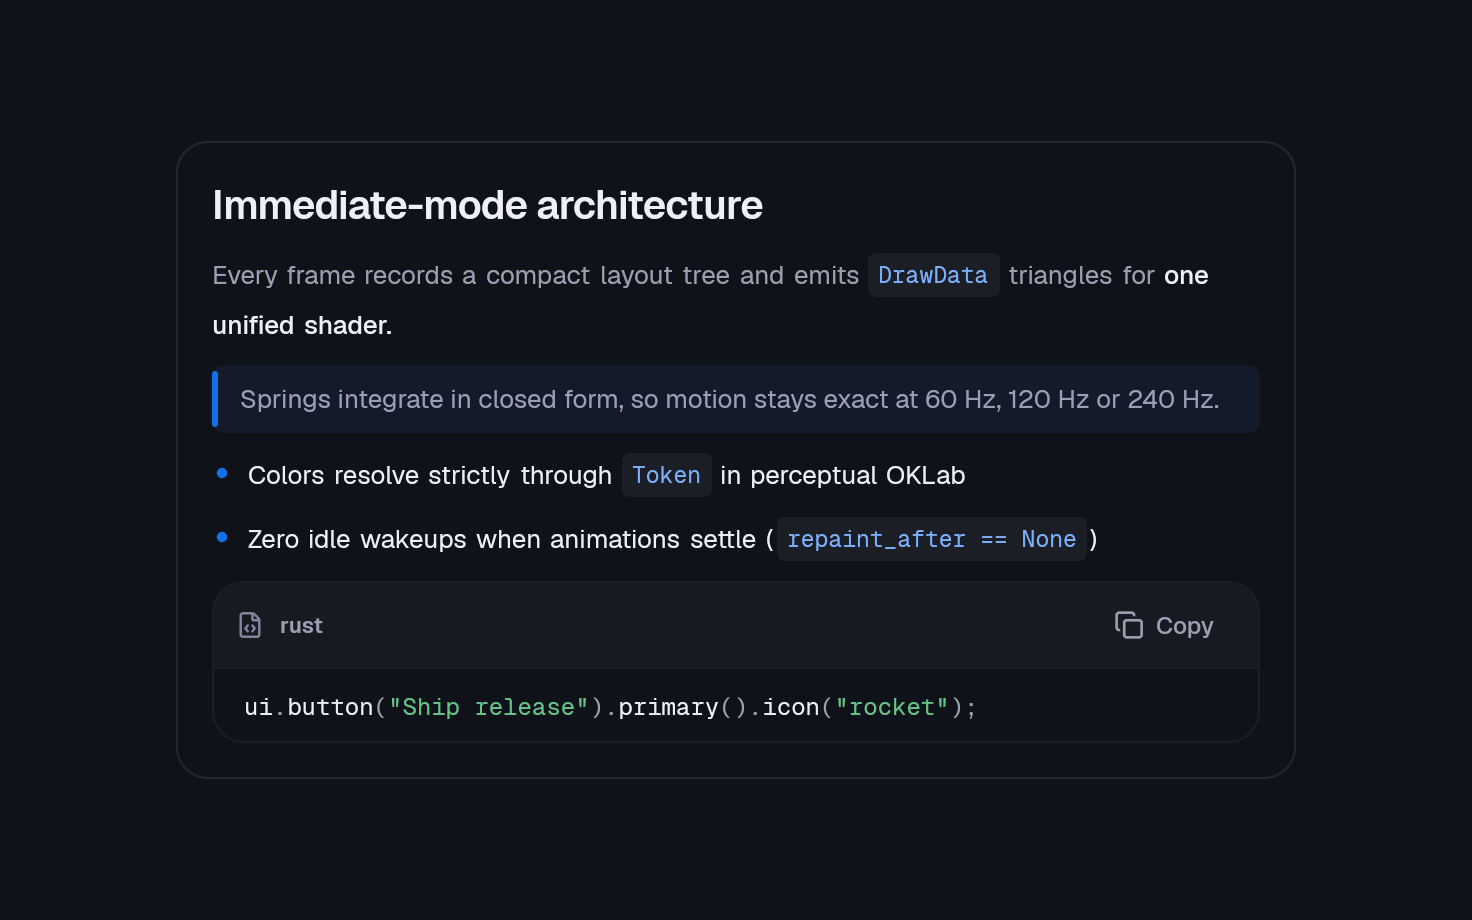 Immediate-mode architecture
Every frame records a compact layout tree and emits DrawData triangles for one
unified shader.
Springs integrate in closed form, so motion stays exact at 60 Hz, 120 Hz or 240 Hz.
Colors resolve strictly through Token in perceptual OKLab
Zero idle wakeups when animations settle (repaint_after == None)
rust
Copy
ui.button("Ship release").primary().icon("rocket");